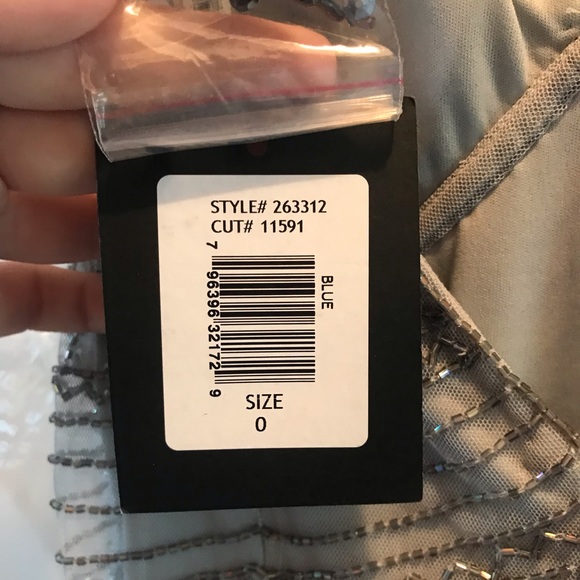 STYLE# 263312
CUT# 11591
7 96396 32172 9
BLUE
SIZE
0